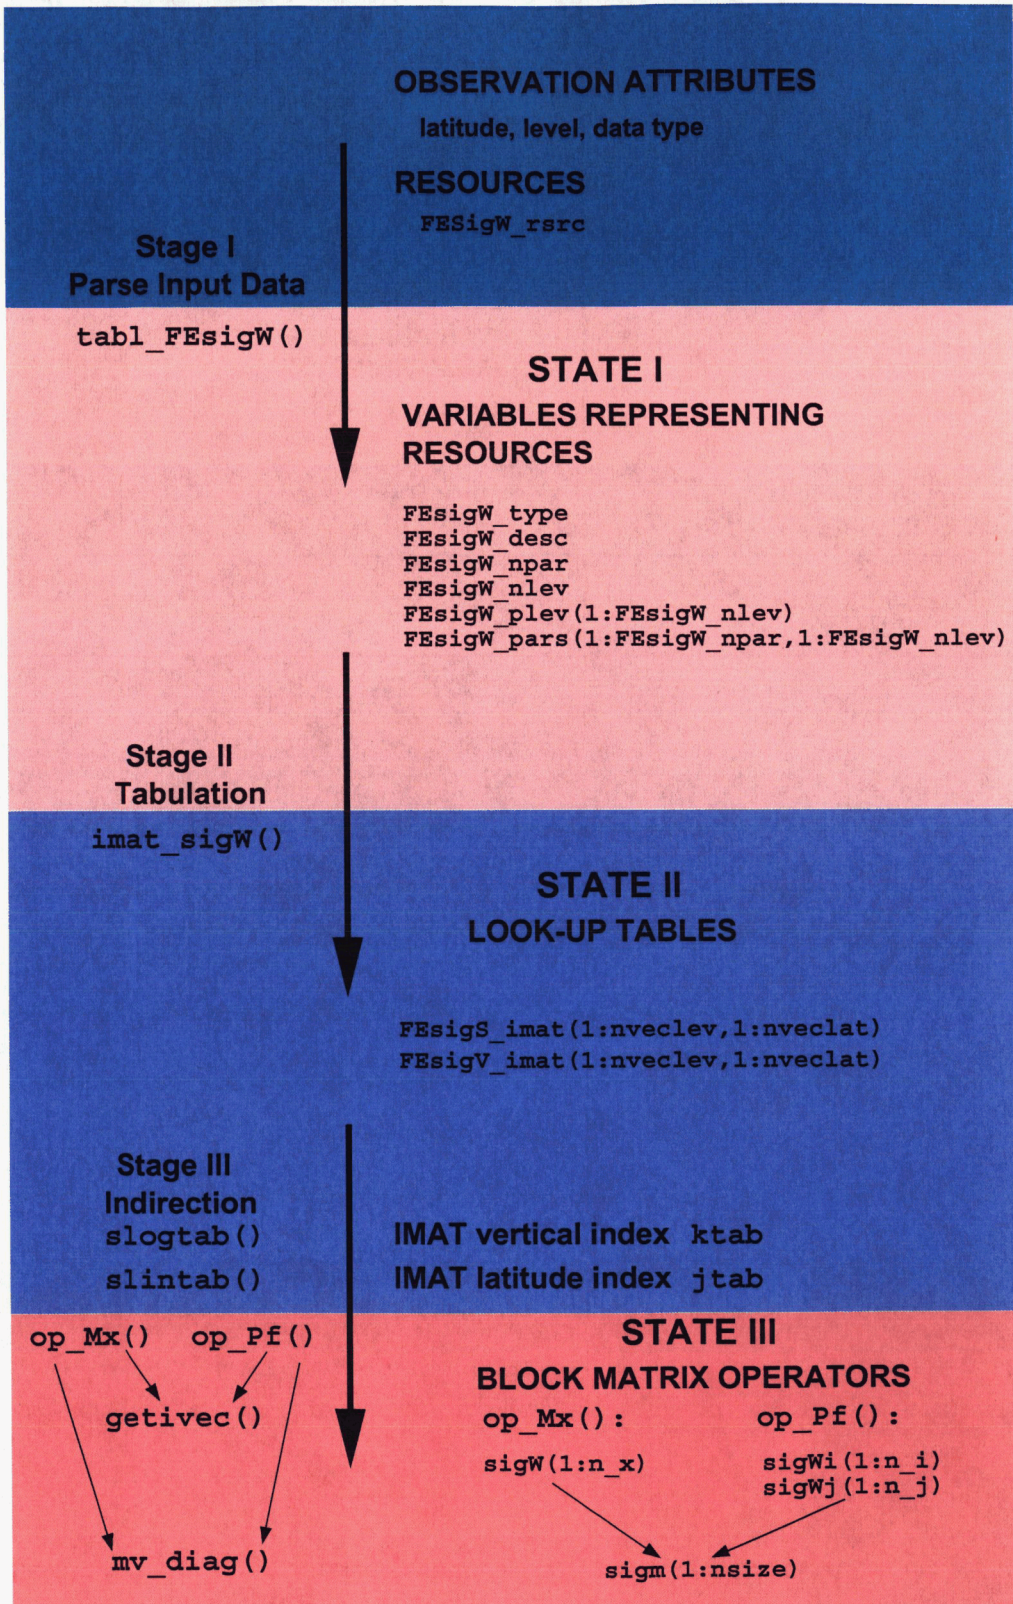 OBSERVATION ATTRIBUTES
latitude, level, data type
RESOURCES
FESigW_rsrc
Stage I
Parse Input Data
tabl_FEsigW()
STATE I
VARIABLES REPRESENTING
RESOURCES
FEsigW_type
FEsigW_desc
FEsigW_npar
FEsigW_nlev
FEsigW_plev(1:FEsigW_nlev)
FEsigW_pars(1:FEsigW_npar,1:FEsigW_nlev)
Stage II
Tabulation
imat_sigW()
STATE II
LOOK-UP TABLES
FEsigS_imat(1:nveclev,1:nveclat)
FEsigV_imat(1:nveclev,1:nveclat)
Stage III
Indirection
slogtab() IMAT vertical index ktab
slintab() IMAT latitude index jtab
op_Mx() op_Pf()
getivec()
mv_diag()
STATE III
BLOCK MATRIX OPERATORS
op_Mx(): op_Pf():
sigW(1:n_x) sigWi(1:n_i)
sigWj(1:n_j)
sigm(1:nsize)